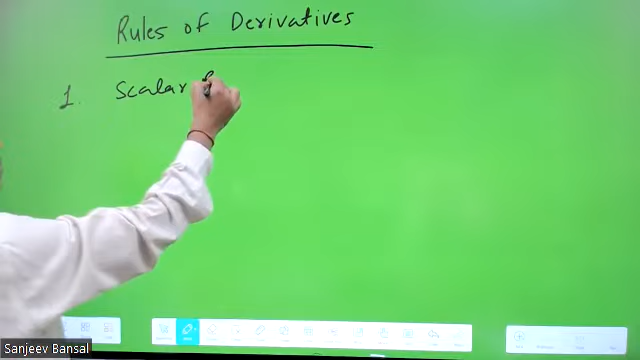 Rules of Derivatives
1. Scalar
Sanjeev Bansal